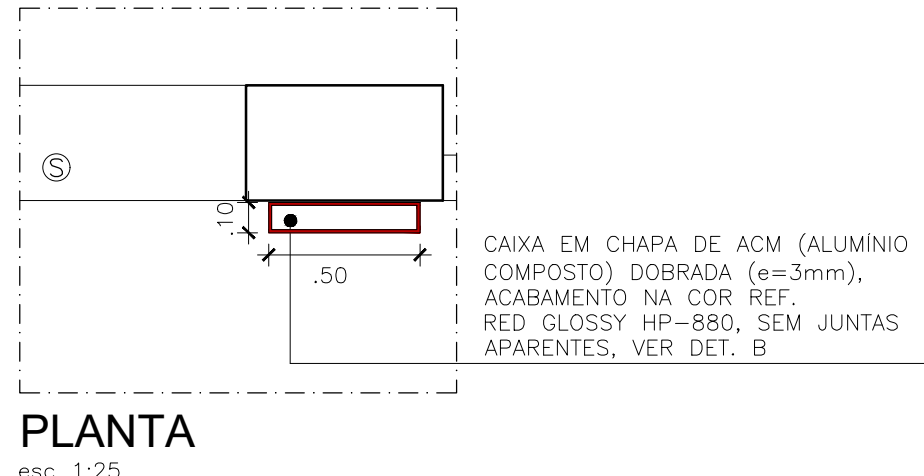 S
.10
.50
CAIXA EM CHAPA DE ACM (ALUMÍNIO
COMPOSTO) DOBRADA (e=3mm),
ACABAMENTO NA COR REF.
RED GLOSSY HP-880, SEM JUNTAS
APARENTES, VER DET. B
PLANTA
esc. 1:25